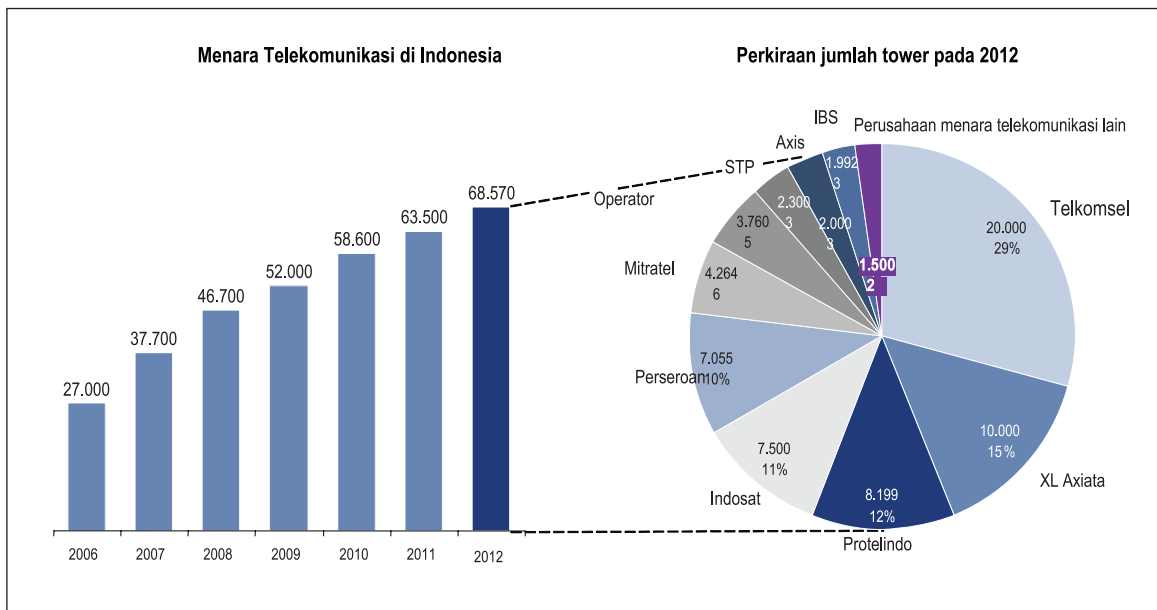 Menara Telekomunikasi di Indonesia
27.000
37.700
46.700
52.000
58.600
63.500
68.570
2006
2007
2008
2009
2010
2011
2012
Perkiraan jumlah tower pada 2012
Perusahaan menara telekomunikasi lain
1.500
2
Telkomsel
20.000
29%
XL Axiata
10.000
15%
Protelindo
8.199
12%
Indosat
7.500
11%
Perseroan
7.055
10%
Mitratel
4.264
6
Operator
3.760
5
STP
2.300
3
Axis
2.000
3
IBS
1.992
3